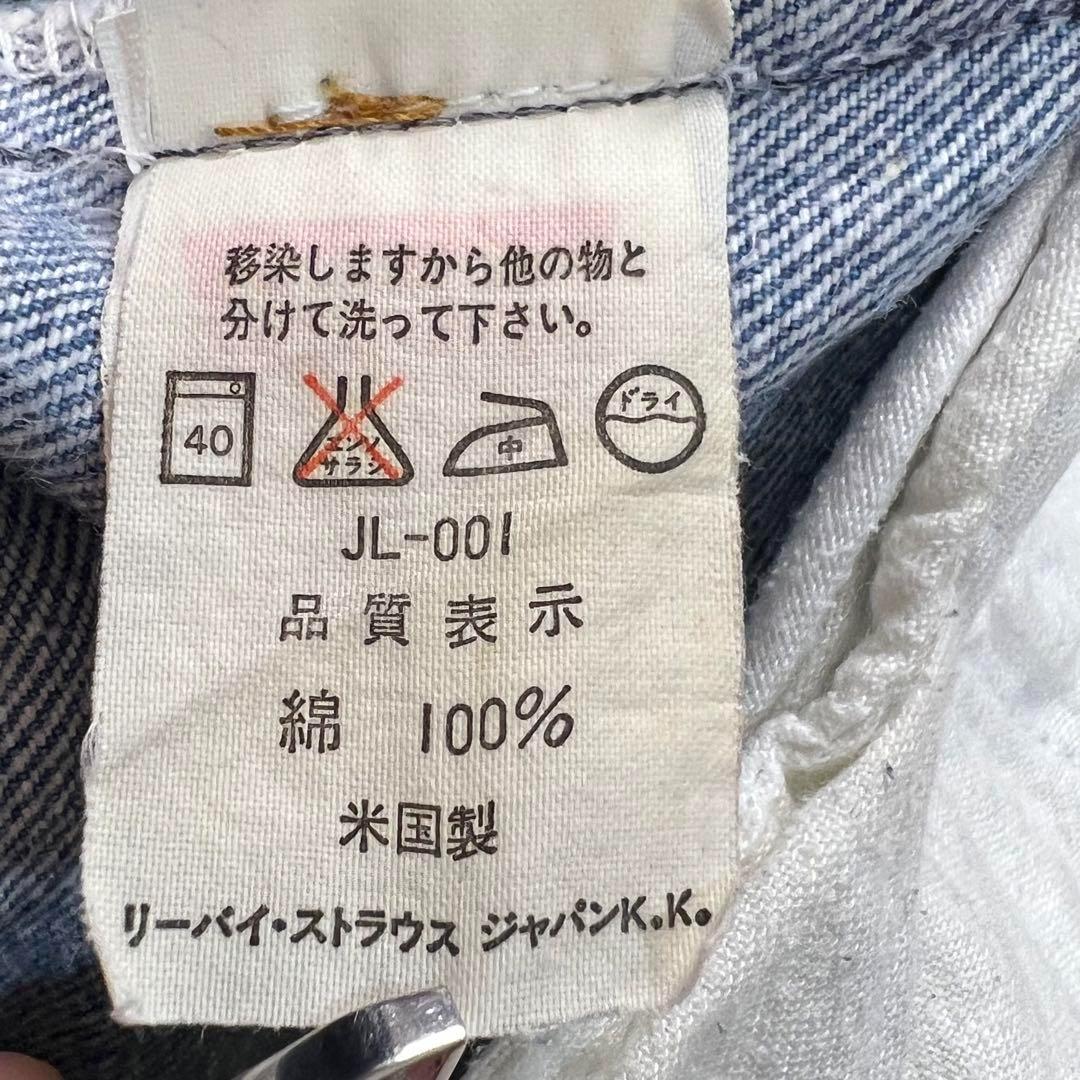 移染しますから他の物と
分けて洗って下さい。
40 エンソサラシ 中 ドライ
JL-001
品質表示
綿 100%
米国製
リーバイ・ストラウス ジャパンK.K.